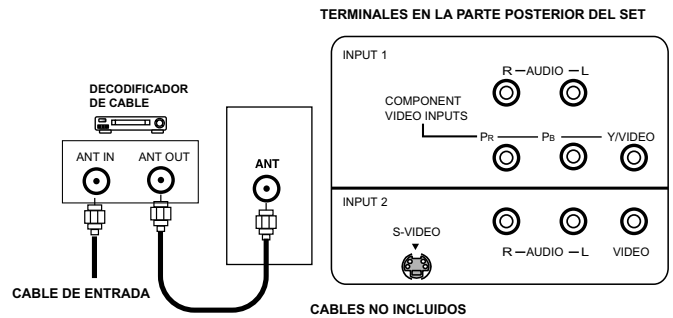 TERMINALES EN LA PARTE POSTERIOR DEL SET
INPUT 1
R — AUDIO — L
COMPONENT
VIDEO INPUTS
PR — PB — Y/VIDEO
DECODIFICADOR
DE CABLE
ANT IN ANT OUT
ANT
INPUT 2
S-VIDEO
R — AUDIO — L VIDEO
CABLE DE ENTRADA
CABLES NO INCLUIDOS